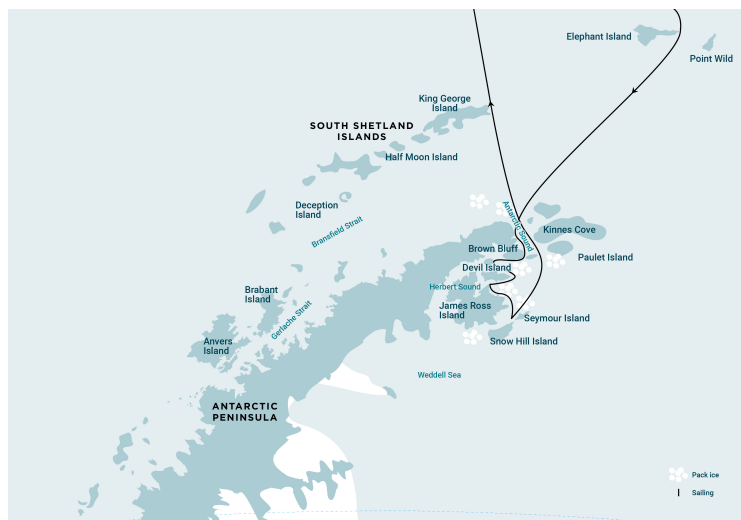 Elephant Island
Point Wild
King George
Island
SOUTH SHETLAND
ISLANDS
Half Moon Island
Deception
Island
Bransfield Strait
Antarctic Sound
Kinnes Cove
Brown Bluff
Paulet Island
Devil Island
Herbert Sound
Brabant
Island
Gerlache Strait
James Ross
Island
Seymour Island
Anvers
Island
Snow Hill Island
Weddell Sea
ANTARCTIC
PENINSULA
Pack ice
Sailing